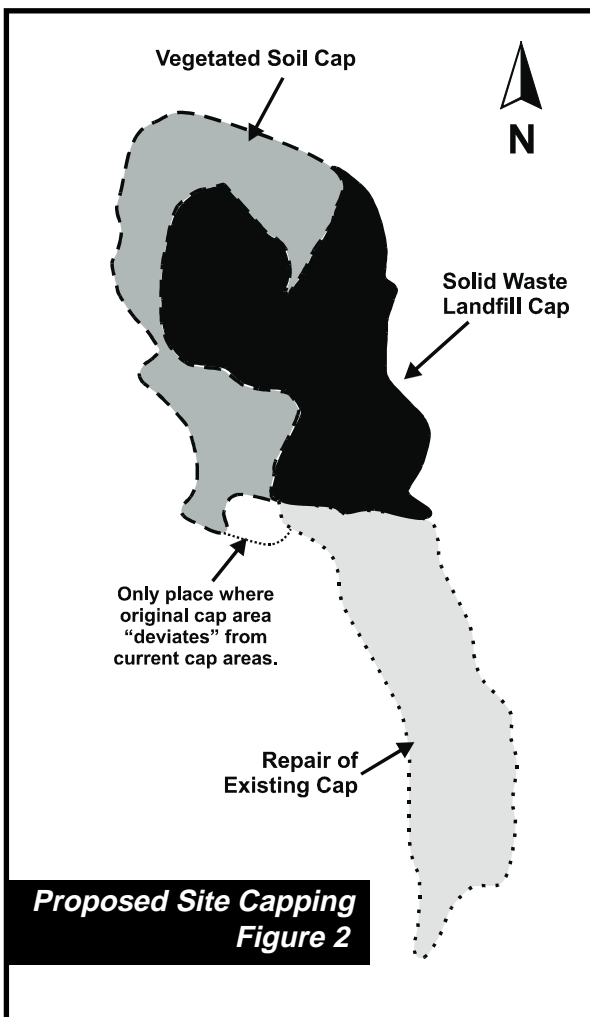 Vegetated Soil Cap
N
Solid Waste
Landfill Cap
Only place where
original cap area
“deviates” from
current cap areas.
Repair of
Existing Cap
Proposed Site Capping
Figure 2